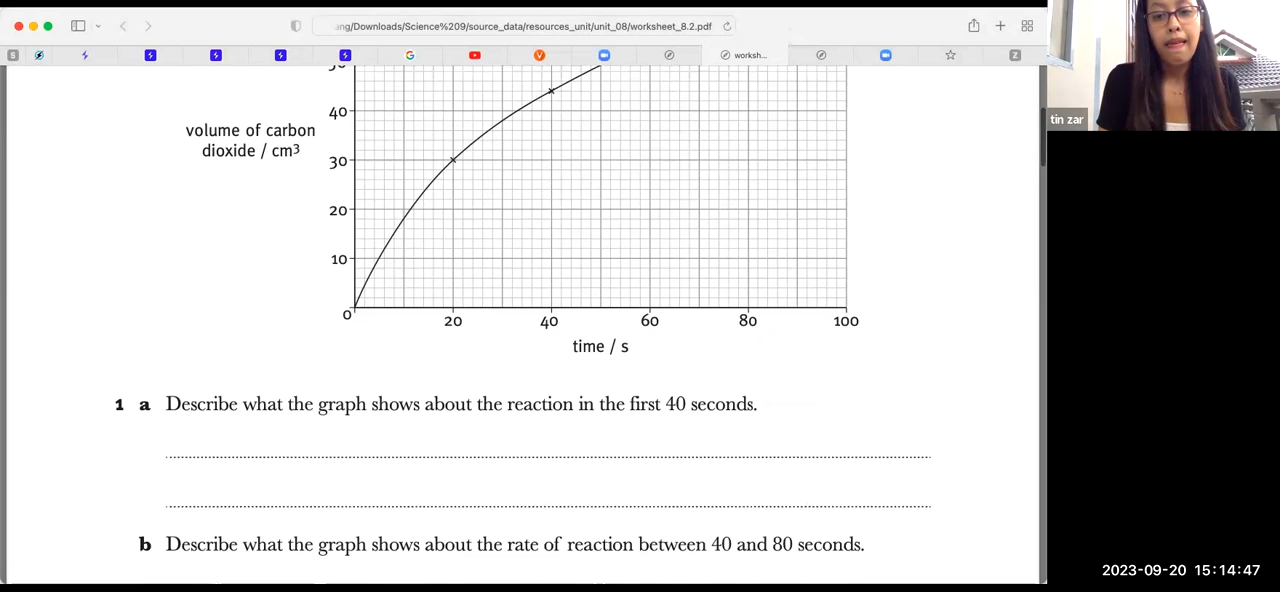 ang/Downloads/Science%209/source_data/resources_unit/unit_08/worksheet_8.2.pdf
S
G
V
worksh...
Z
tin zar
volume of carbon
dioxide / cm³
40
30
20
10
0
20 40 60 80 100
time / s
1 a Describe what the graph shows about the reaction in the first 40 seconds.
b Describe what the graph shows about the rate of reaction between 40 and 80 seconds.
2023-09-20 15:14:47